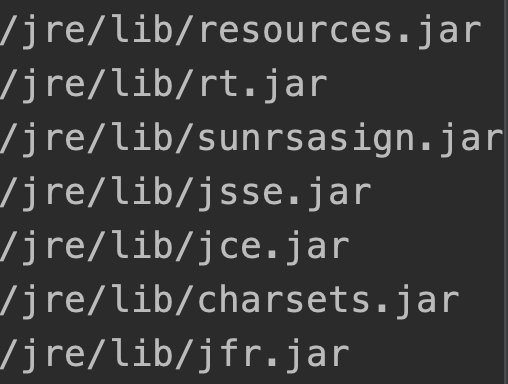 /jre/lib/resources.jar
/jre/lib/rt.jar
/jre/lib/sunrsasign.jar
/jre/lib/jsse.jar
/jre/lib/jce.jar
/jre/lib/charsets.jar
/jre/lib/jfr.jar